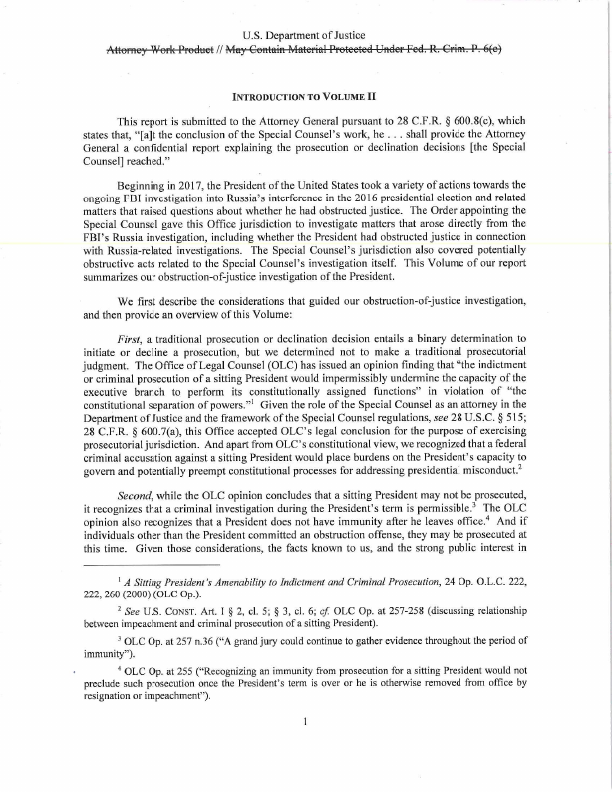 U.S. Department of Justice
Attorney Work Product // May Contain Material Protected Under Fed. R. Crim. P. 6(e)
INTRODUCTION TO VOLUME II
This report is submitted to the Attorney General pursuant to 28 C.F.R. § 600.8(c), which
states that, "[a]t the conclusion of the Special Counsel's work, he . . . shall provide the Attorney
General a confidential report explaining the prosecution or declination decisions [the Special
Counsel] reached."
Beginning in 2017, the President of the United States took a variety of actions towards the
ongoing FBI investigation into Russia's interference in the 2016 presidential election and related
matters that raised questions about whether he had obstructed justice. The Order appointing the
Special Counsel gave this Office jurisdiction to investigate matters that arose directly from the
FBI's Russia investigation, including whether the President had obstructed justice in connection
with Russia-related investigations. The Special Counsel's jurisdiction also covered potentially
obstructive acts related to the Special Counsel's investigation itself. This Volume of our report
summarizes our obstruction-of-justice investigation of the President.
We first describe the considerations that guided our obstruction-of-justice investigation,
and then provide an overview of this Volume:
First, a traditional prosecution or declination decision entails a binary determination to
initiate or decline a prosecution, but we determined not to make a traditional prosecutorial
judgment. The Office of Legal Counsel (OLC) has issued an opinion finding that "the indictment
or criminal prosecution of a sitting President would impermissibly undermine the capacity of the
executive branch to perform its constitutionally assigned functions" in violation of "the
constitutional separation of powers."1 Given the role of the Special Counsel as an attorney in the
Department of Justice and the framework of the Special Counsel regulations, see 28 U.S.C. § 515;
28 C.F.R. § 600.7(a), this Office accepted OLC's legal conclusion for the purpose of exercising
prosecutorial jurisdiction. And apart from OLC's constitutional view, we recognized that a federal
criminal accusation against a sitting President would place burdens on the President's capacity to
govern and potentially preempt constitutional processes for addressing presidential misconduct.2
Second, while the OLC opinion concludes that a sitting President may not be prosecuted,
it recognizes that a criminal investigation during the President's term is permissible.3 The OLC
opinion also recognizes that a President does not have immunity after he leaves office.4 And if
individuals other than the President committed an obstruction offense, they may be prosecuted at
this time. Given those considerations, the facts known to us, and the strong public interest in
1 A Sitting President's Amenability to Indictment and Criminal Prosecution, 24 Op. O.L.C. 222,
222, 260 (2000) (OLC Op.).
2 See U.S. CONST. Art. I § 2, cl. 5; § 3, cl. 6; cf. OLC Op. at 257-258 (discussing relationship
between impeachment and criminal prosecution of a sitting President).
3 OLC Op. at 257 n.36 ("A grand jury could continue to gather evidence throughout the period of
immunity").
4 OLC Op. at 255 ("Recognizing an immunity from prosecution for a sitting President would not
preclude such prosecution once the President's term is over or he is otherwise removed from office by
resignation or impeachment").
1